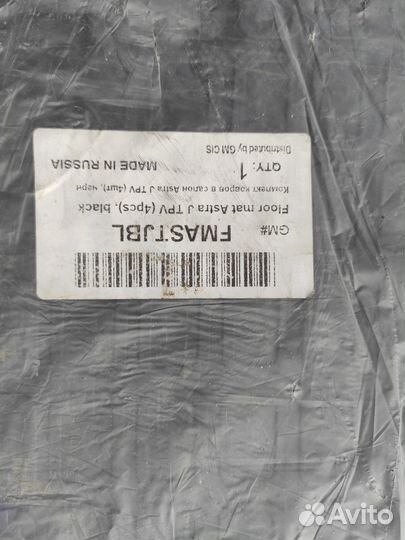 GM# FMASTJBL
Floor mat Astra J TPV (4pcs), black
Комплект ковров в салон Astra J TPV (4шт), черн
QTY: 1 MADE IN RUSSIA
Distributed by GM CIS
Avito